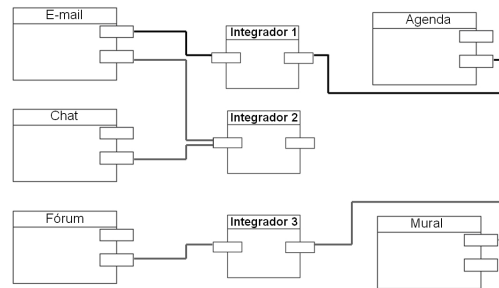 E-mail
Integrador 1
Agenda
Chat
Integrador 2
Fórum
Integrador 3
Mural